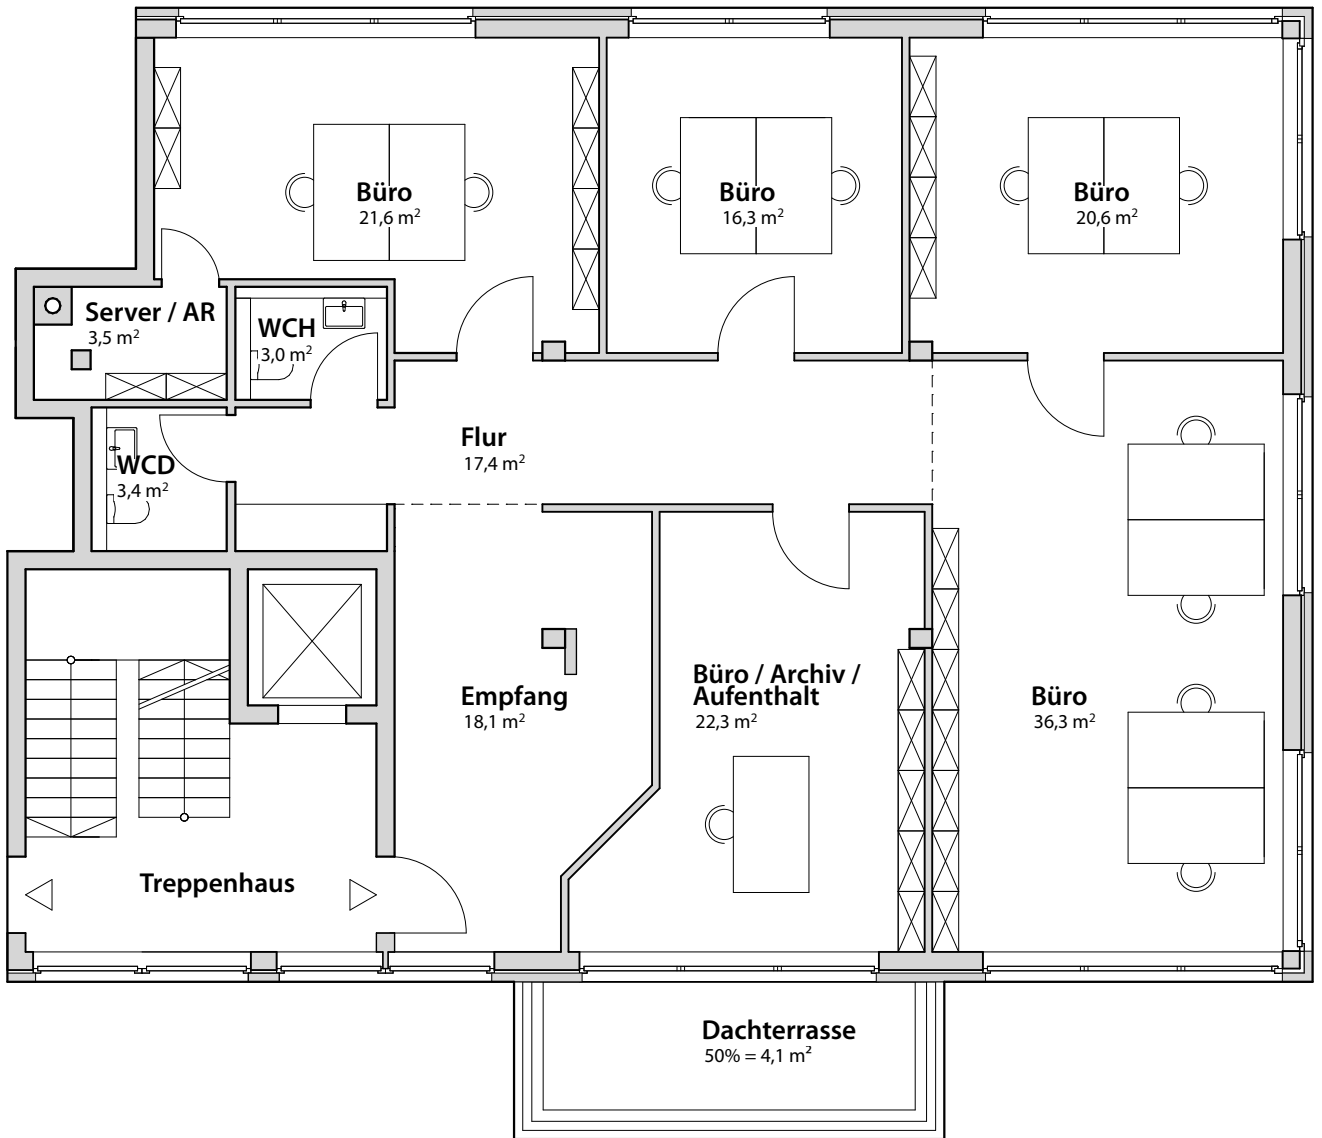 Büro
21,6 m²
Büro
16,3 m²
Büro
20,6 m²
Server / AR
3,5 m²
WCH
3,0 m²
Flur
17,4 m²
WCD
3,4 m²
Empfang
18,1 m²
Büro / Archiv /
Aufenthalt
22,3 m²
Büro
36,3 m²
Treppenhaus
Dachterrasse
50% = 4,1 m²